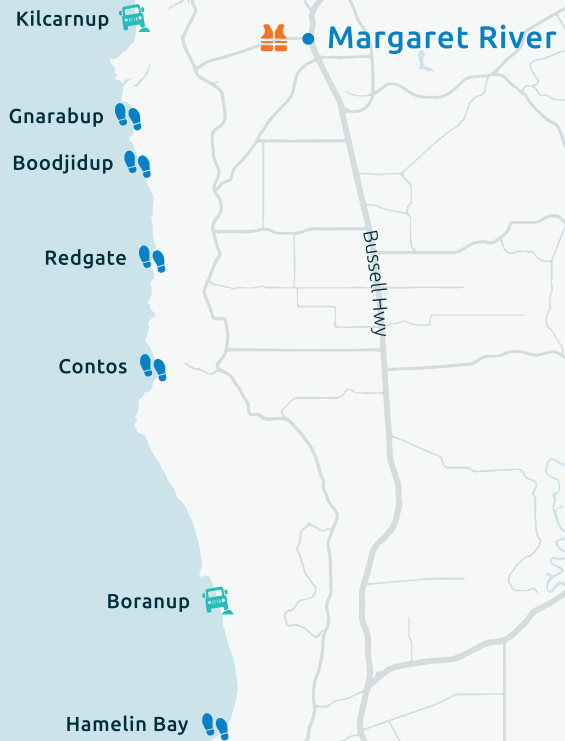 Kilcarnup
Margaret River
Gnarabup
Boodjidup
Redgate
Bussell Hwy
Contos
Boranup
Hamelin Bay